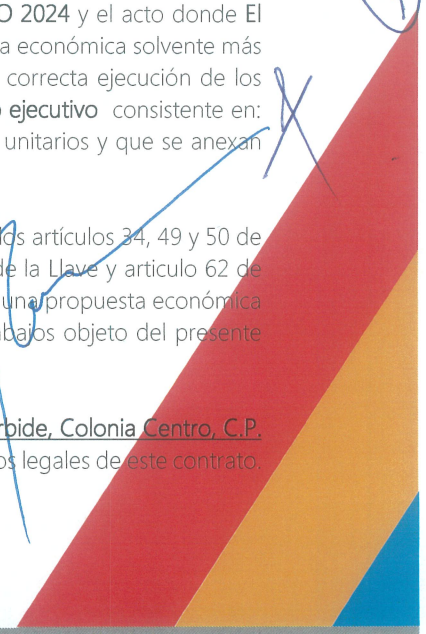 O 2024 y el acto donde El
a económica solvente más
correcta ejecución de los
o ejecutivo consistente en:
unitarios y que se anexan
los artículos 34, 49 y 50 de
de la Llave y articulo 62 de
una propuesta económica
bajos objeto del presente
rbide, Colonia Centro, C.P.
os legales de este contrato.